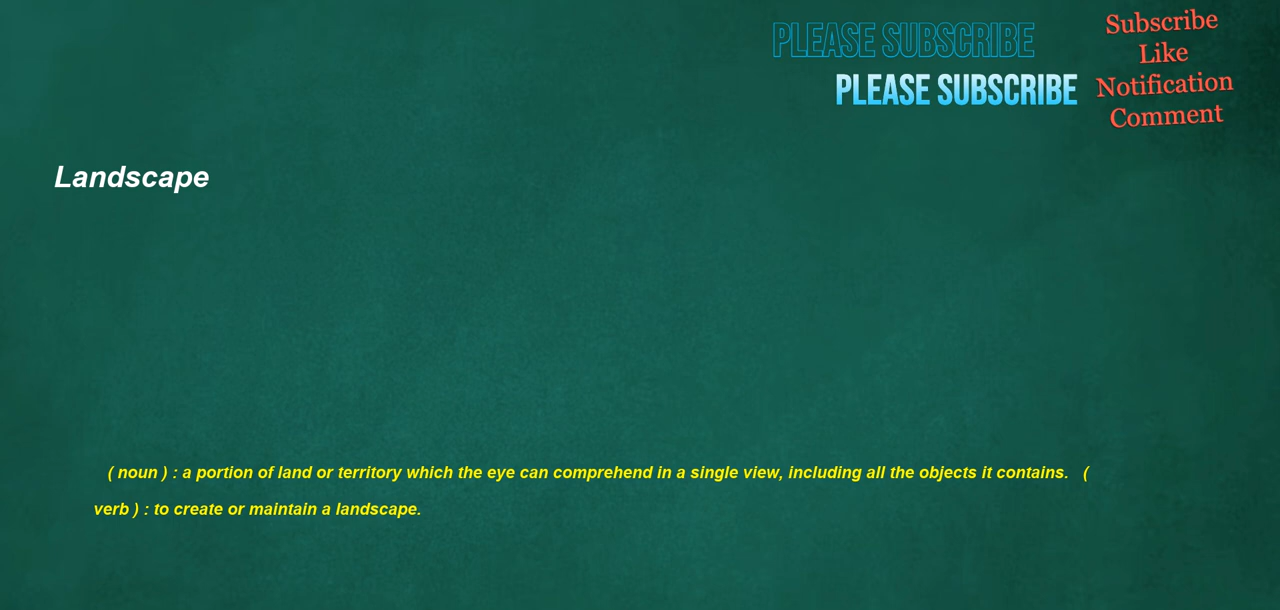 PLEASE SUBSCRIBE
PLEASE SUBSCRIBE
Subscribe
Like
Notification
Comment
Landscape
( noun ) : a portion of land or territory which the eye can comprehend in a single view, including all the objects it contains. (
verb ) : to create or maintain a landscape.